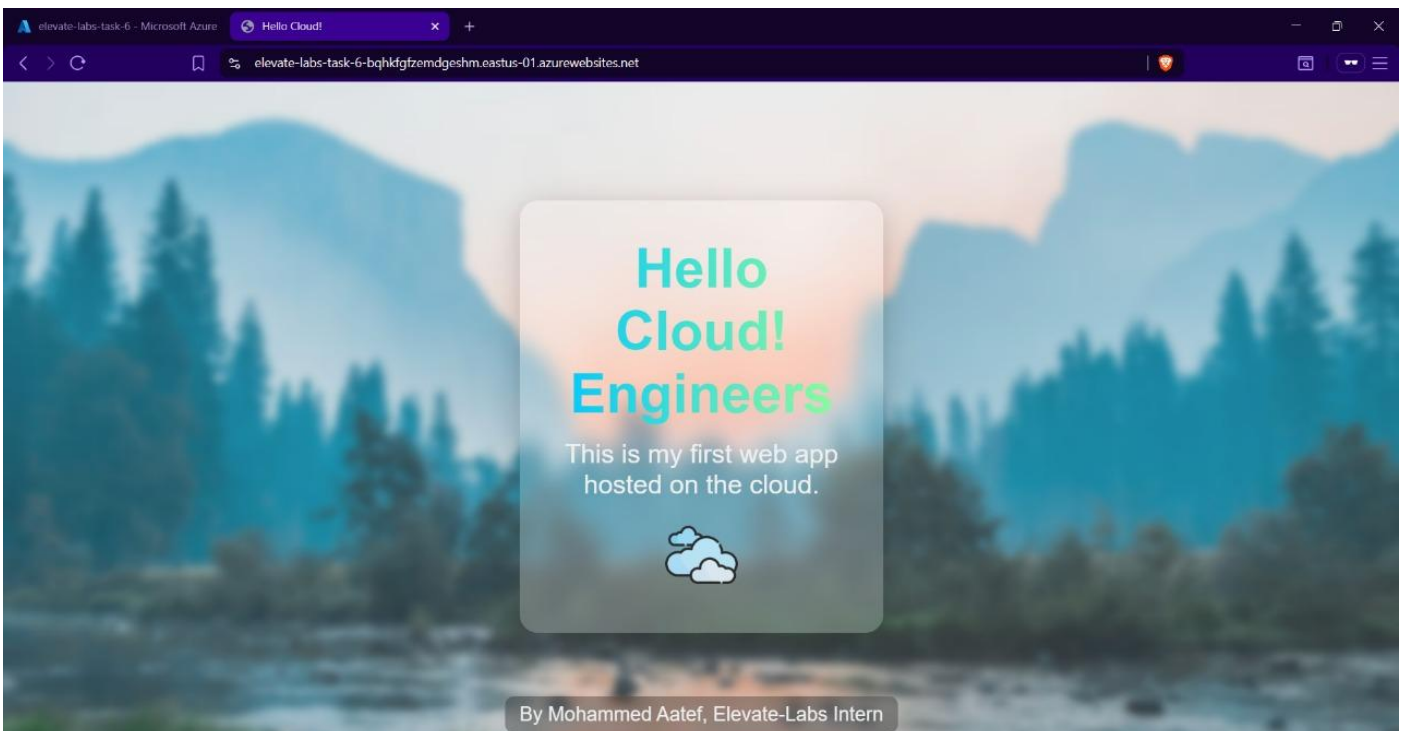 elevate-labs-task-6 - Microsoft Azure
Hello Cloud!
elevate-labs-task-6-bqhkfgfzemdgeshm.eastus-01.azurewebsites.net
Hello
Cloud!
Engineers
This is my first web app
hosted on the cloud.
By Mohammed Aatef, Elevate-Labs Intern